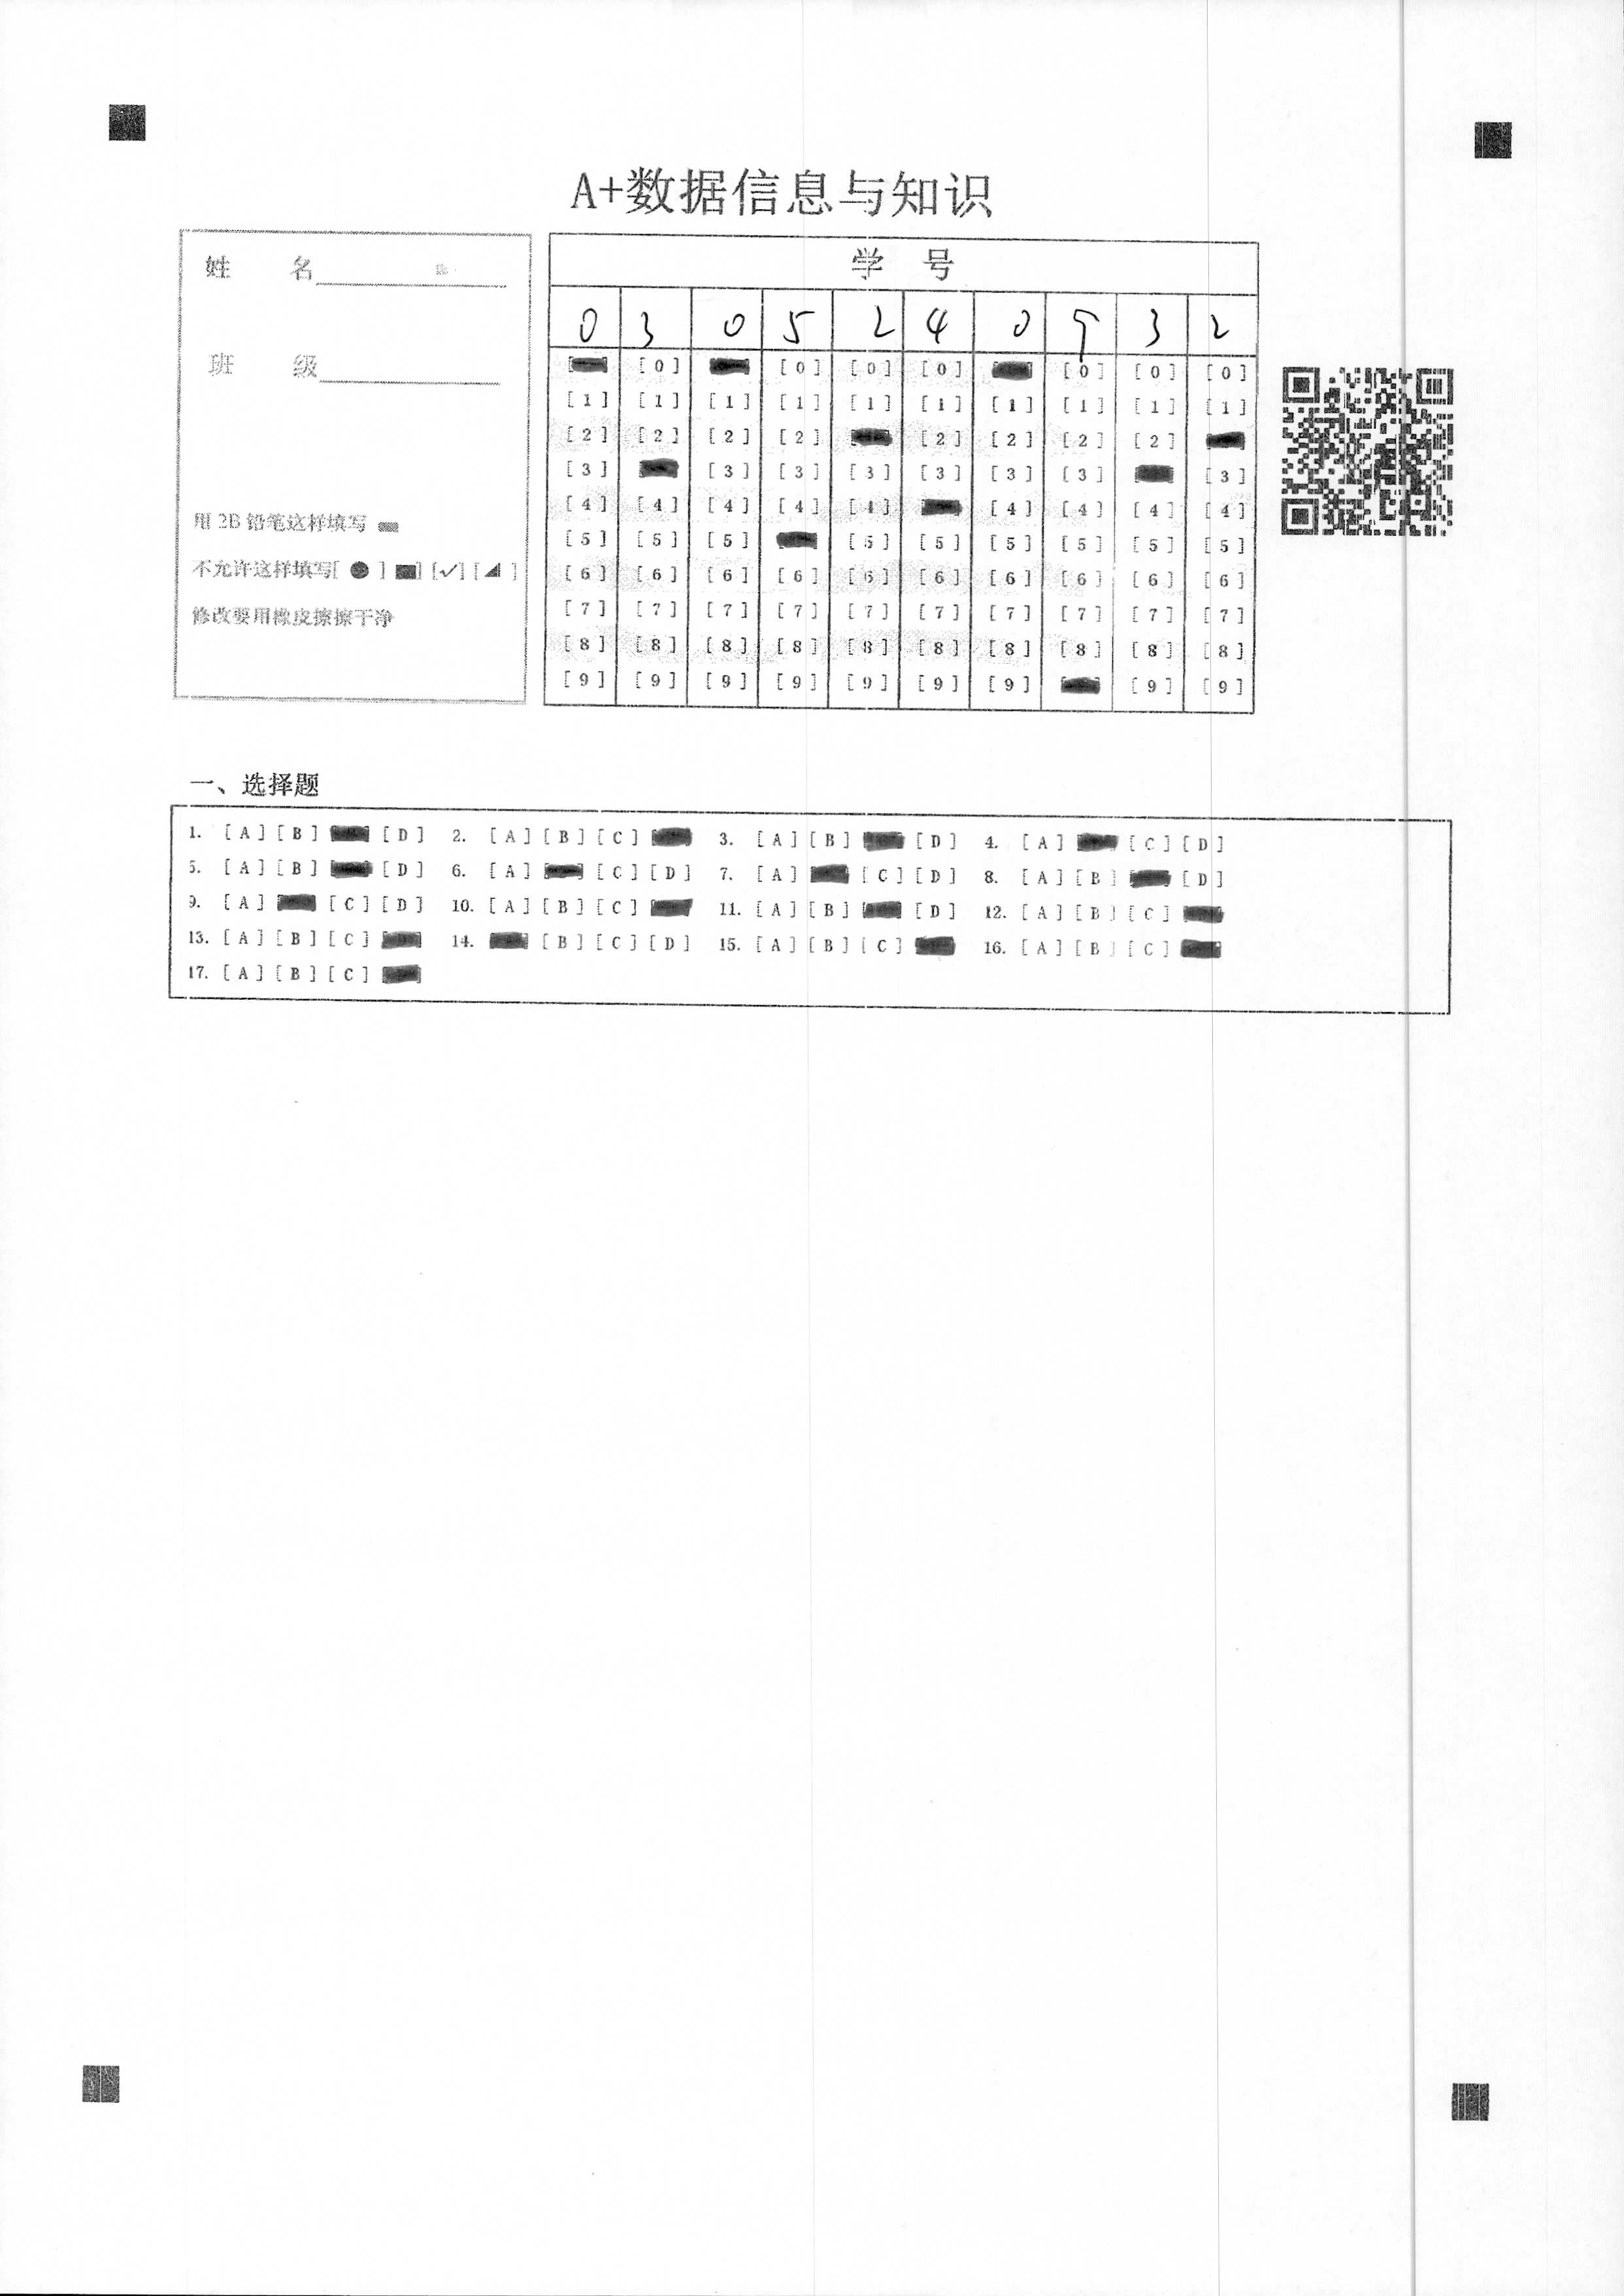 A+数据信息与知识
姓 名
班 级
用 2B 铅笔这样填写
不允许这样填写[ ● ] [■] [✓] [◢ ]
修改要用橡皮擦擦干净
学 号
0 3 0 5 2 4 0 9 3 2
[0] [0] [0] [0] [0] [0] [0]
[1] [1] [1] [1] [1] [1] [1] [1] [1] [1]
[2] [2] [2] [2] [2] [2] [2] [2]
[3] [3] [3] [3] [3] [3] [3] [3]
[4] [4] [4] [4] [4] [4] [4] [4] [4]
[5] [5] [5] [5] [5] [5] [5] [5] [5]
[6] [6] [6] [6] [6] [6] [6] [6] [6] [6]
[7] [7] [7] [7] [7] [7] [7] [7] [7] [7]
[8] [8] [8] [8] [8] [8] [8] [8] [8] [8]
[9] [9] [9] [9] [9] [9] [9] [9] [9]
一、选择题
1. [A] [B] [D] 2. [A] [B] [C] 3. [A] [B] [D] 4. [A] [C] [D]
5. [A] [B] [D] 6. [A] [C] [D] 7. [A] [C] [D] 8. [A] [B] [D]
9. [A] [C] [D] 10. [A] [B] [C] 11. [A] [B] [D] 12. [A] [B] [C]
13. [A] [B] [C] 14. [B] [C] [D] 15. [A] [B] [C] 16. [A] [B] [C]
17. [A] [B] [C]